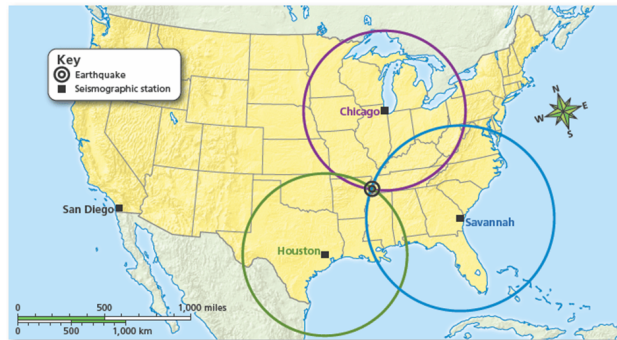 Key
Earthquake
Seismographic station
Chicago
N
W E
S
San Diego
Savannah
Houston
0 500 1,000 miles
0 500 1,000 km